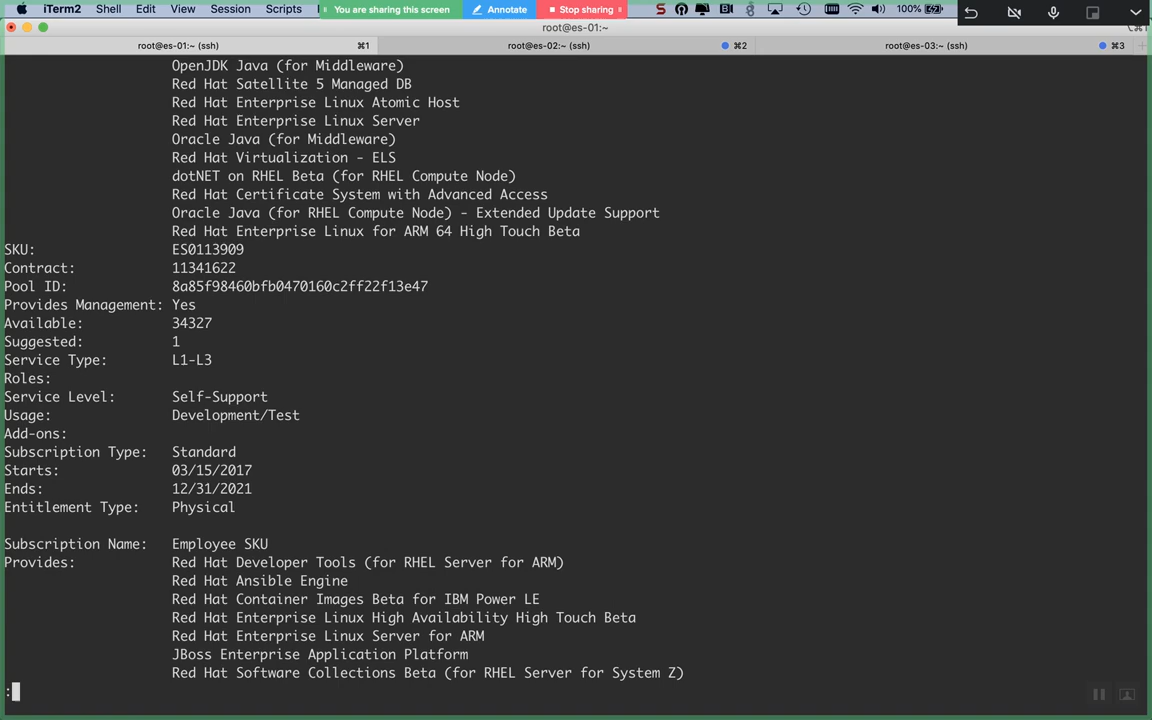 iTerm2 Shell Edit View Session Scripts You are sharing this screen Annotate Stop sharing 100%
root@es-01:~ (ssh)
root@es-01:~ (ssh) ⌘1 root@es-02:~ (ssh) ⌘2 root@es-03:~ (ssh) ⌘3
OpenJDK Java (for Middleware)
Red Hat Satellite 5 Managed DB
Red Hat Enterprise Linux Atomic Host
Red Hat Enterprise Linux Server
Oracle Java (for Middleware)
Red Hat Virtualization - ELS
dotNET on RHEL Beta (for RHEL Compute Node)
Red Hat Certificate System with Advanced Access
Oracle Java (for RHEL Compute Node) - Extended Update Support
Red Hat Enterprise Linux for ARM 64 High Touch Beta
SKU: ES0113909
Contract: 11341622
Pool ID: 8a85f98460bfb0470160c2ff22f13e47
Provides Management: Yes
Available: 34327
Suggested: 1
Service Type: L1-L3
Roles:
Service Level: Self-Support
Usage: Development/Test
Add-ons:
Subscription Type: Standard
Starts: 03/15/2017
Ends: 12/31/2021
Entitlement Type: Physical
Subscription Name: Employee SKU
Provides: Red Hat Developer Tools (for RHEL Server for ARM)
Red Hat Ansible Engine
Red Hat Container Images Beta for IBM Power LE
Red Hat Enterprise Linux High Availability High Touch Beta
Red Hat Enterprise Linux Server for ARM
JBoss Enterprise Application Platform
Red Hat Software Collections Beta (for RHEL Server for System Z)
: